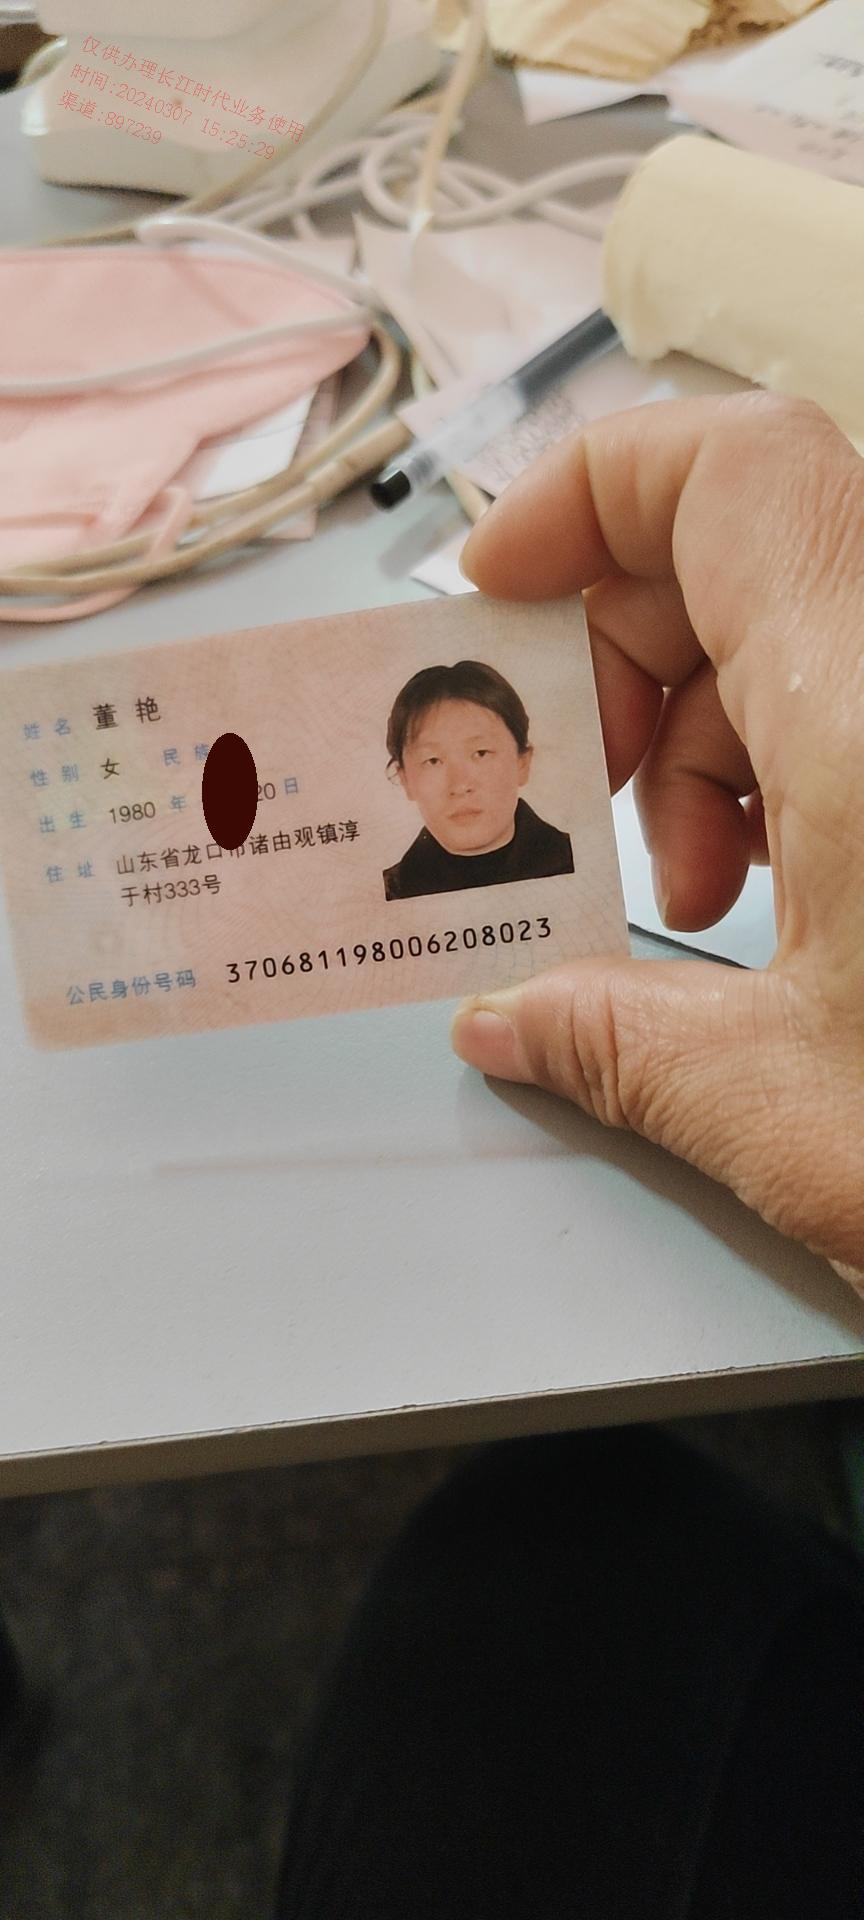 仅供办理长江时代业务使用
时间:20240307 15:25:29
渠道:897239
姓名 董艳
性别 女 民族
出生 1980 年 20 日
住址 山东省龙口市诸由观镇淳
于村333号
公民身份号码 370681198006208023